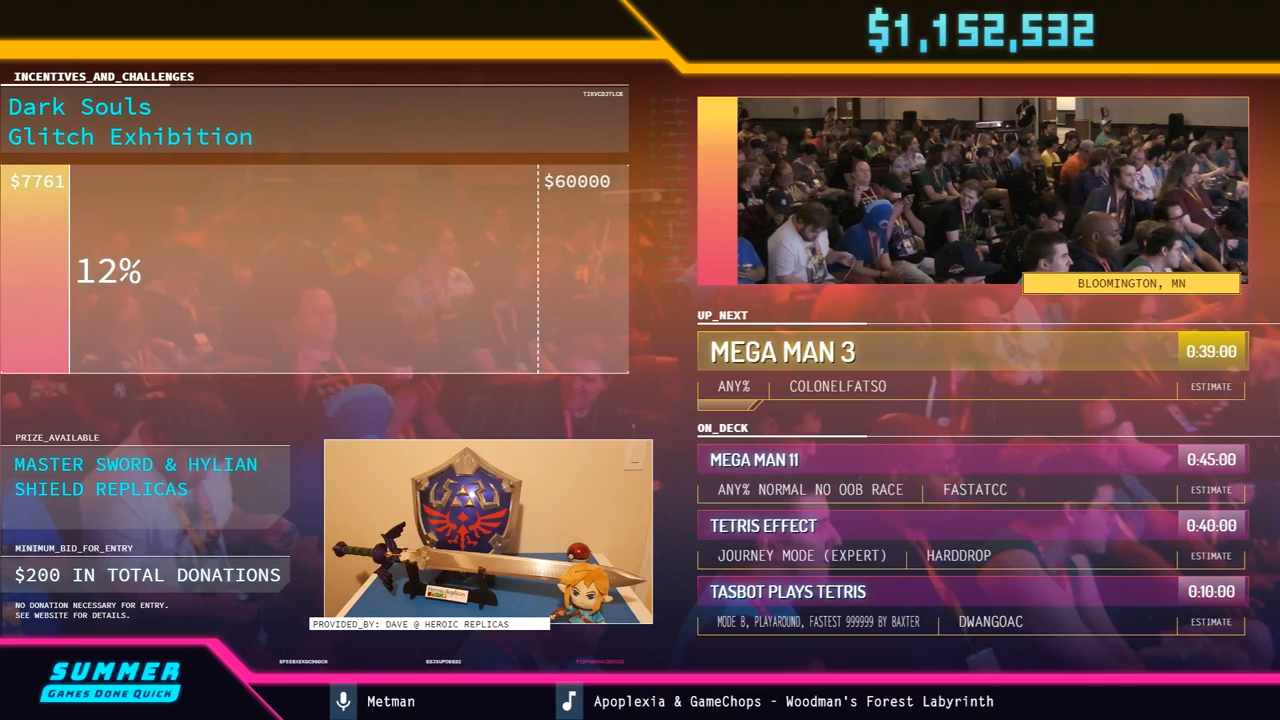 $1,152,532
INCENTIVES_AND_CHALLENGES
Dark Souls
Glitch Exhibition
TIKVCDJTLCB
$7761
$60000
12%
BLOOMINGTON, MN
UP_NEXT
MEGA MAN 3
0:39:00
ANY%
COLONELFATSO
ESTIMATE
ON_DECK
MEGA MAN 11
0:45:00
ANY% NORMAL NO OOB RACE
FASTATCC
ESTIMATE
TETRIS EFFECT
0:40:00
JOURNEY MODE (EXPERT)
HARDDROP
ESTIMATE
TASBOT PLAYS TETRIS
0:10:00
MODE B, PLAYAROUND, FASTEST 999999 BY BAXTER
DWANGOAC
ESTIMATE
PRIZE_AVAILABLE
MASTER SWORD & HYLIAN
SHIELD REPLICAS
MINIMUM_BID_FOR_ENTRY
$200 IN TOTAL DONATIONS
NO DONATION NECESSARY FOR ENTRY.
SEE WEBSITE FOR DETAILS.
Heroic Replicas
PROVIDED_BY: DAVE @ HEROIC REPLICAS
SUMMER
GAMES DONE QUICK
Metman
Apoplexia & GameChops - Woodman's Forest Labyrinth